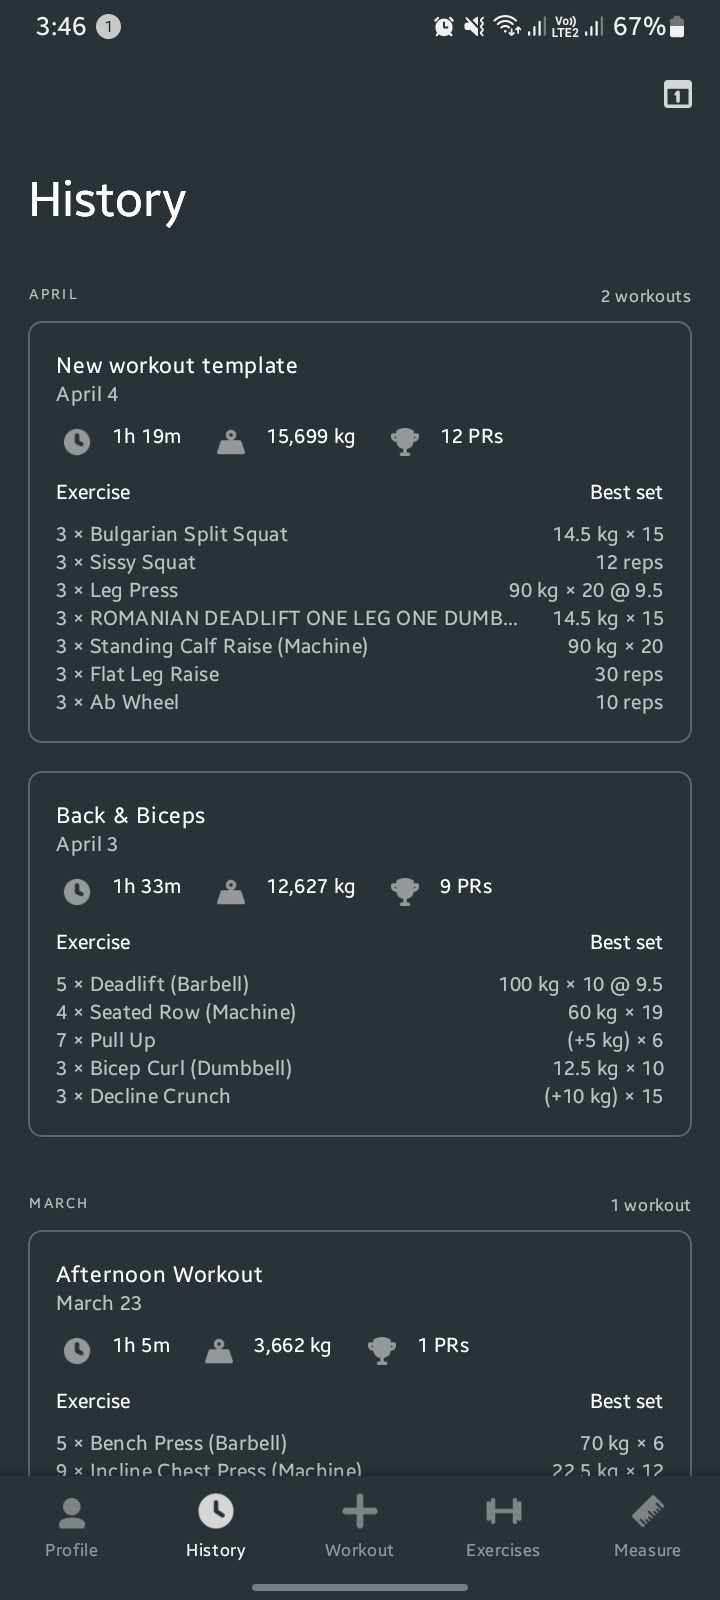 3:46 1 Vo)) LTE2 67%
1
History
APRIL 2 workouts
New workout template
April 4
1h 19m 15,699 kg 12 PRs
Exercise Best set
3 × Bulgarian Split Squat 14.5 kg × 15
3 × Sissy Squat 12 reps
3 × Leg Press 90 kg × 20 @ 9.5
3 × ROMANIAN DEADLIFT ONE LEG ONE DUMB... 14.5 kg × 15
3 × Standing Calf Raise (Machine) 90 kg × 20
3 × Flat Leg Raise 30 reps
3 × Ab Wheel 10 reps
Back & Biceps
April 3
1h 33m 12,627 kg 9 PRs
Exercise Best set
5 × Deadlift (Barbell) 100 kg × 10 @ 9.5
4 × Seated Row (Machine) 60 kg × 19
7 × Pull Up (+5 kg) × 6
3 × Bicep Curl (Dumbbell) 12.5 kg × 10
3 × Decline Crunch (+10 kg) × 15
MARCH 1 workout
Afternoon Workout
March 23
1h 5m 3,662 kg 1 PRs
Exercise Best set
5 × Bench Press (Barbell) 70 kg × 6
9 × Incline Chest Press (Machine) 22.5 kg × 12
Profile History Workout Exercises Measure